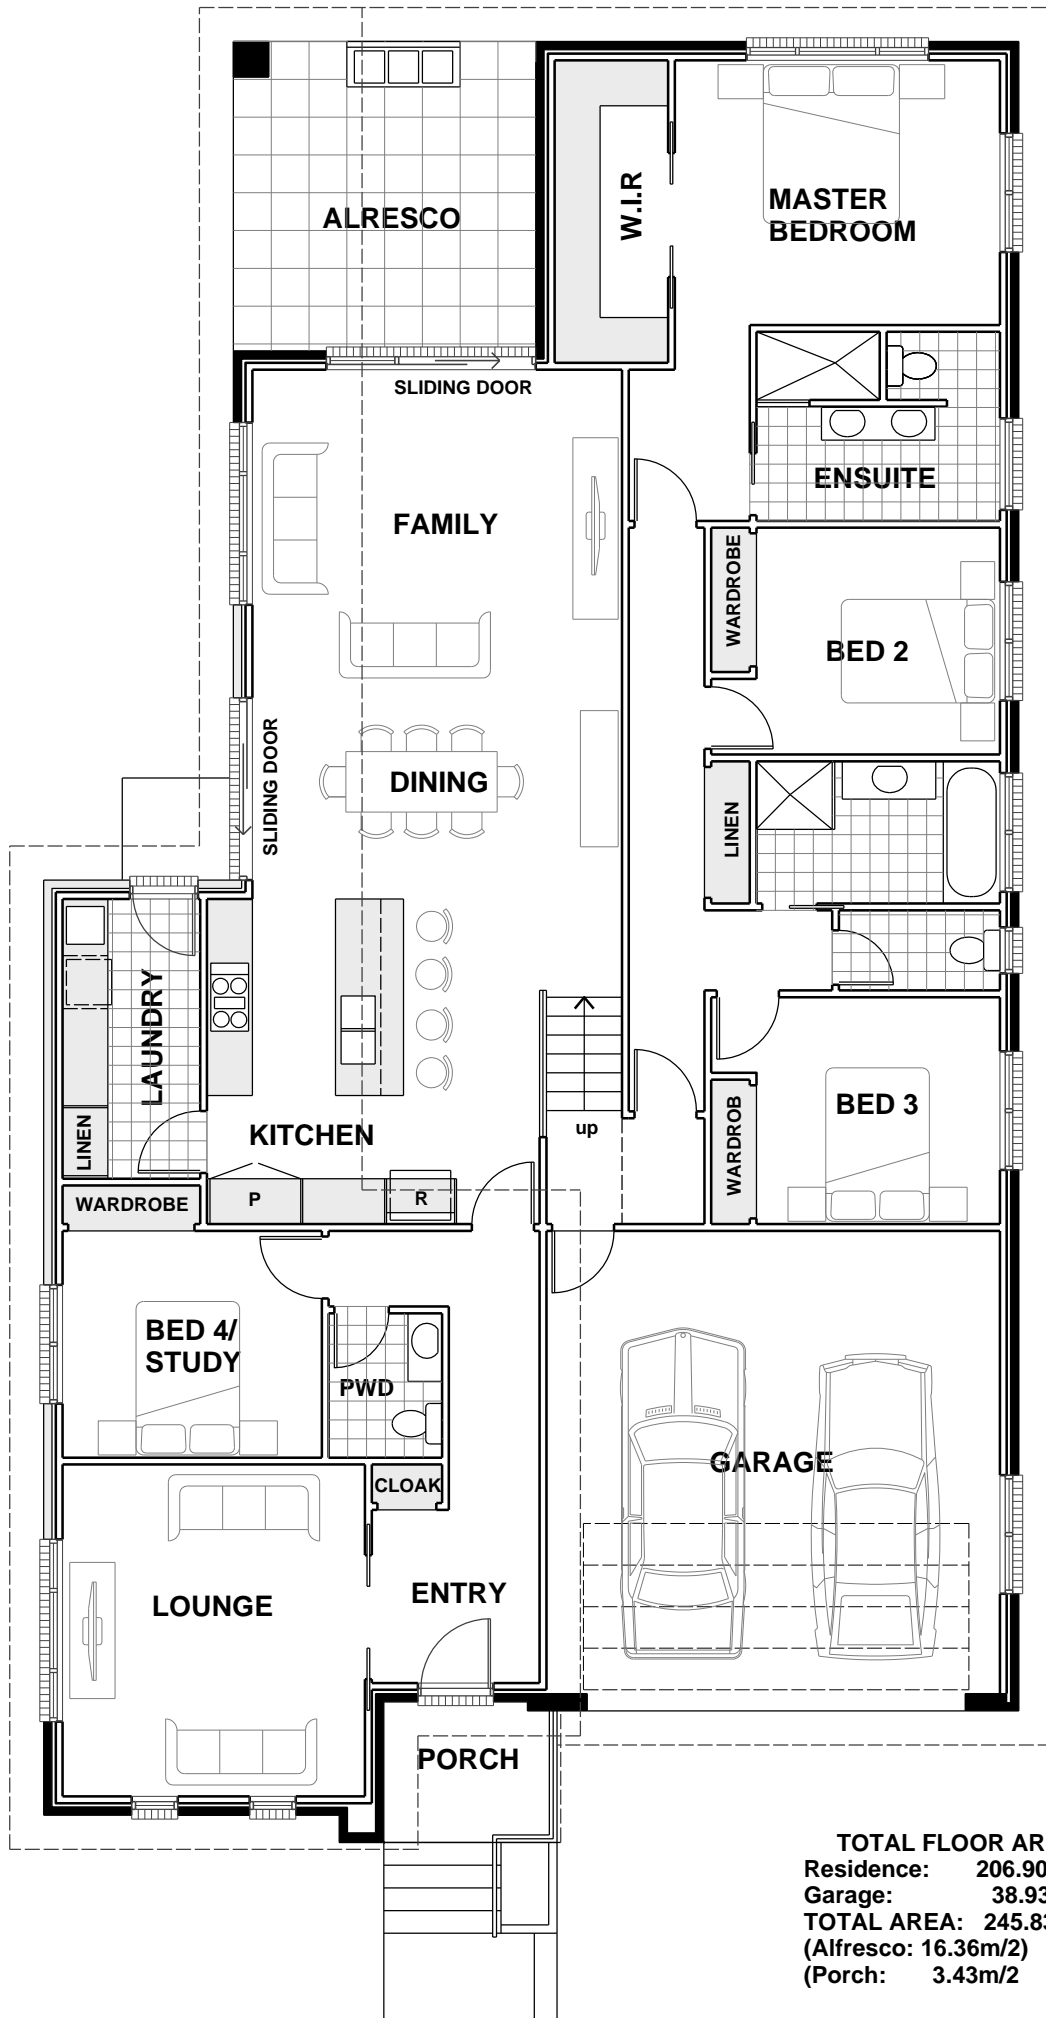 ALRESCO
W.I.R
MASTER
BEDROOM
SLIDING DOOR
ENSUITE
FAMILY
WARDROBE
BED 2
SLIDING DOOR
DINING
LINEN
LAUNDRY
LINEN
KITCHEN
up
WARDROB
BED 3
WARDROBE
P
R
BED 4/
STUDY
PWD
GARAGE
CLOAK
LOUNGE
ENTRY
PORCH
TOTAL FLOOR AR
Residence: 206.90
Garage: 38.93
TOTAL AREA: 245.83
(Alfresco: 16.36m/2)
(Porch: 3.43m/2